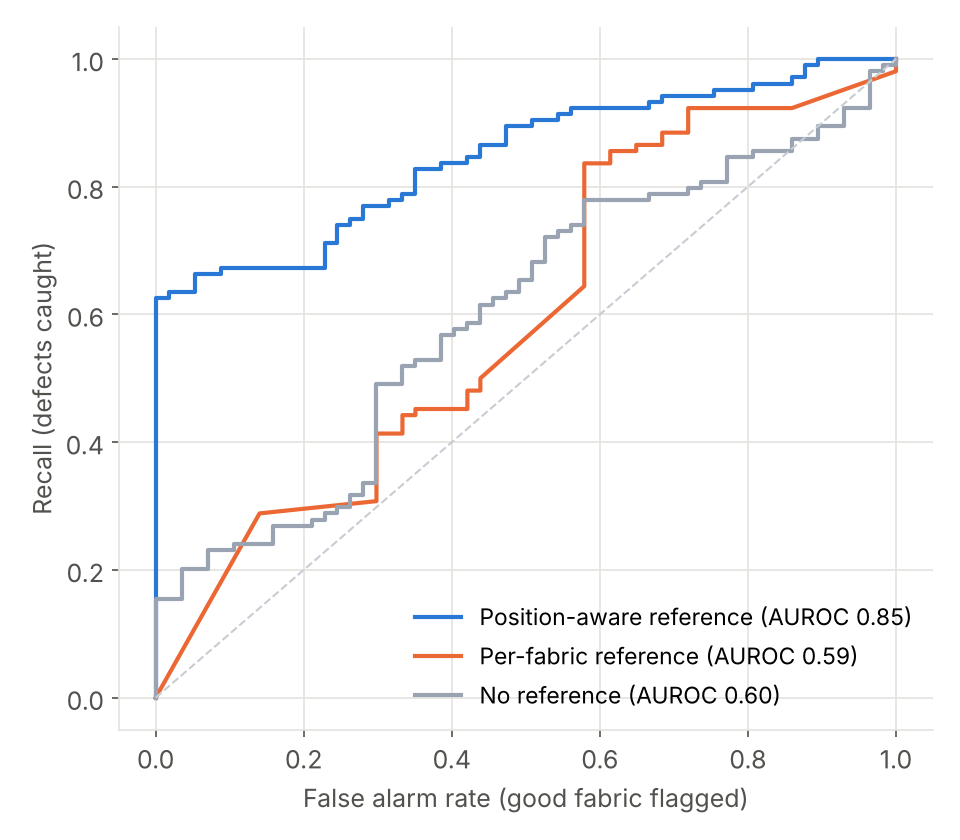 1.0
0.8
0.6
0.4
0.2
0.0
Recall (defects caught)
Position-aware reference (AUROC 0.85)
Per-fabric reference (AUROC 0.59)
No reference (AUROC 0.60)
0.0 0.2 0.4 0.6 0.8 1.0
False alarm rate (good fabric flagged)